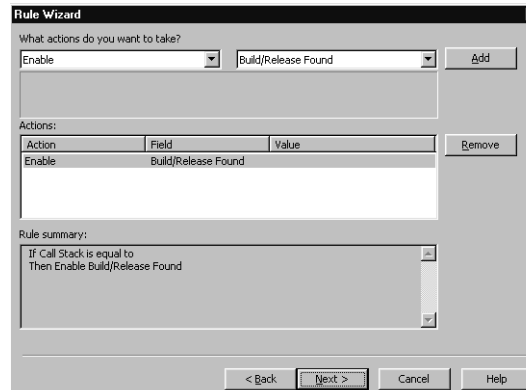 Rule Wizard
What actions do you want to take?
Enable Build/Release Found Add
Actions:
Action Field Value
Enable Build/Release Found
Remove
Rule summary:
If Call Stack is equal to
Then Enable Build/Release Found
< Back Next > Cancel Help